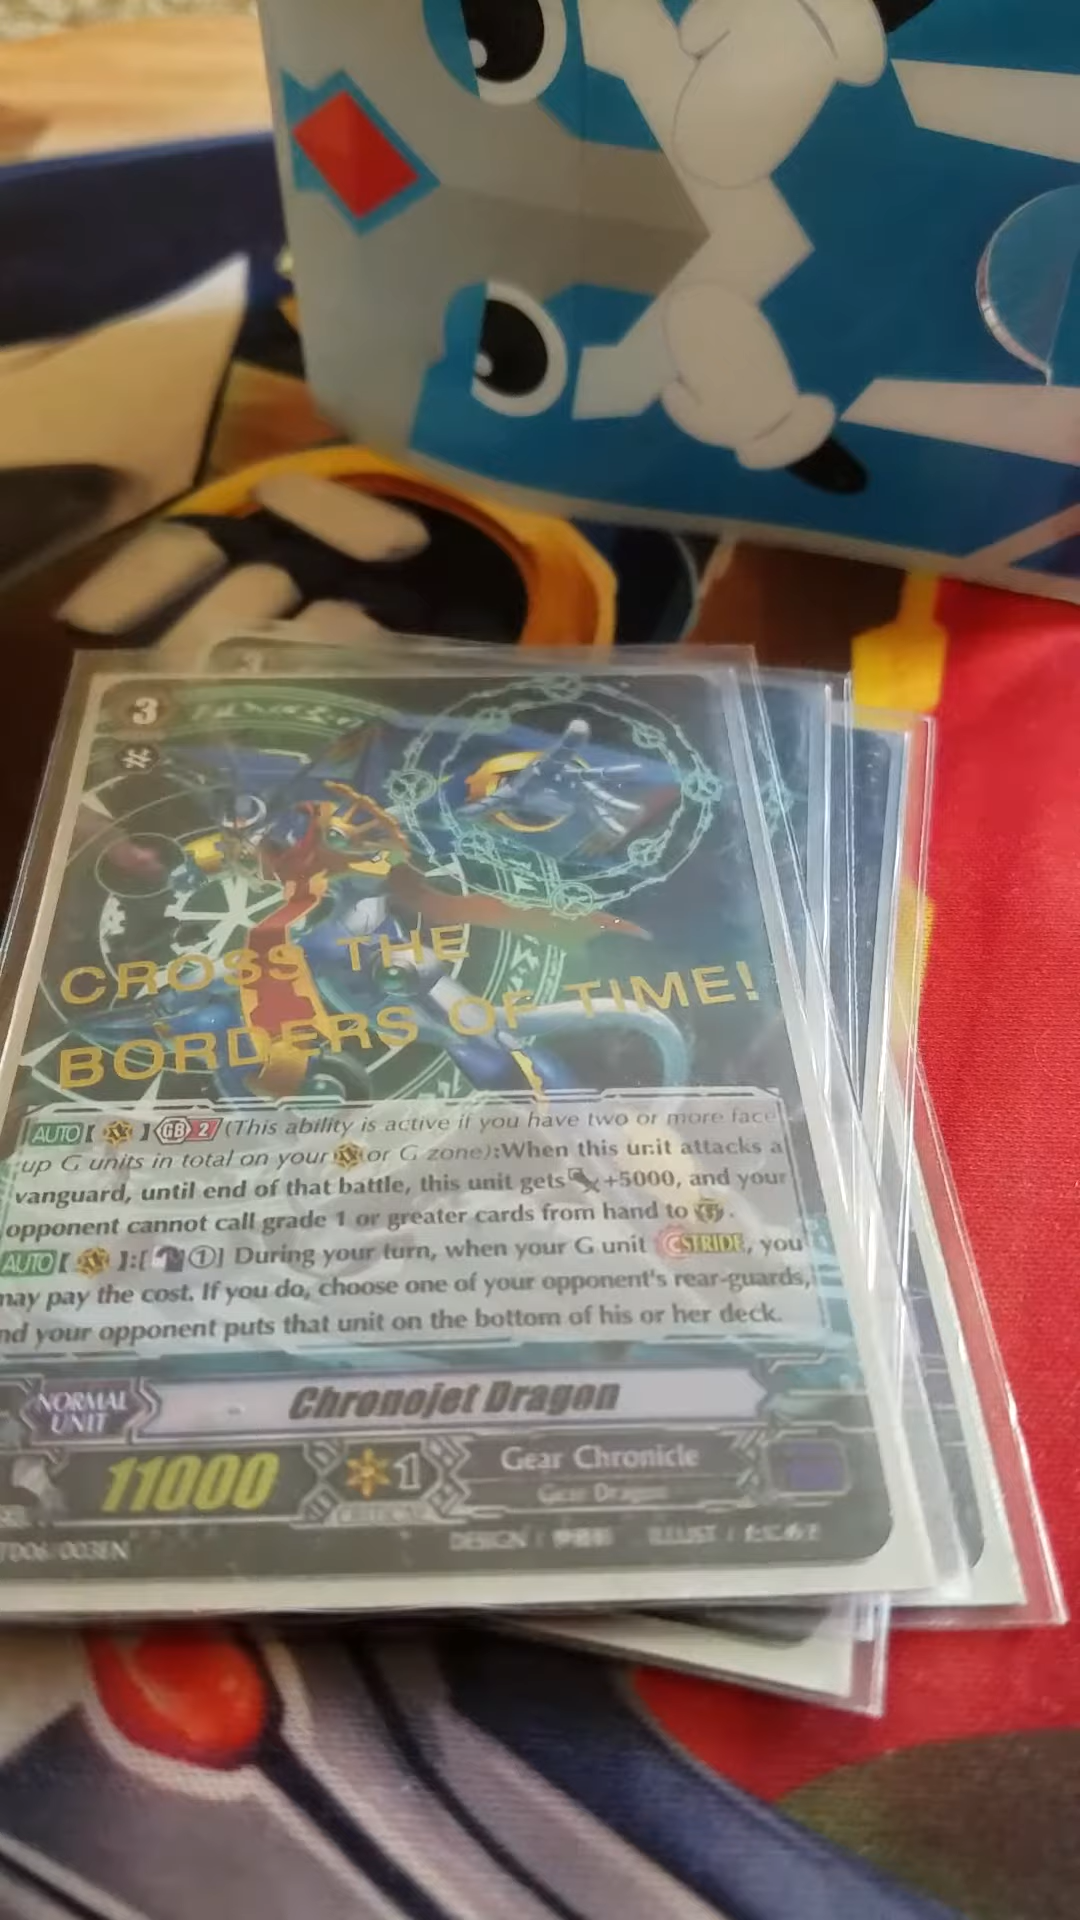 3
3
CROSS THE
BORDERS OF TIME!
AUTO【 】GB 2 (This ability is active if you have two or more face
up G units in total on your or G zone):When this unit attacks a
vanguard, until end of that battle, this unit gets +5000, and your
opponent cannot call grade 1 or greater cards from hand to .
AUTO【 】:[ ①] During your turn, when your G unit STRIDE, you
may pay the cost. If you do, choose one of your opponent's rear-guards,
nd your opponent puts that unit on the bottom of his or her deck.
NORMAL
UNIT
Chronojet Dragon
11000
1
CRITICAL
Gear Chronicle
Gear Dragon
TD06/003EN
DESIGN / ILLUST /